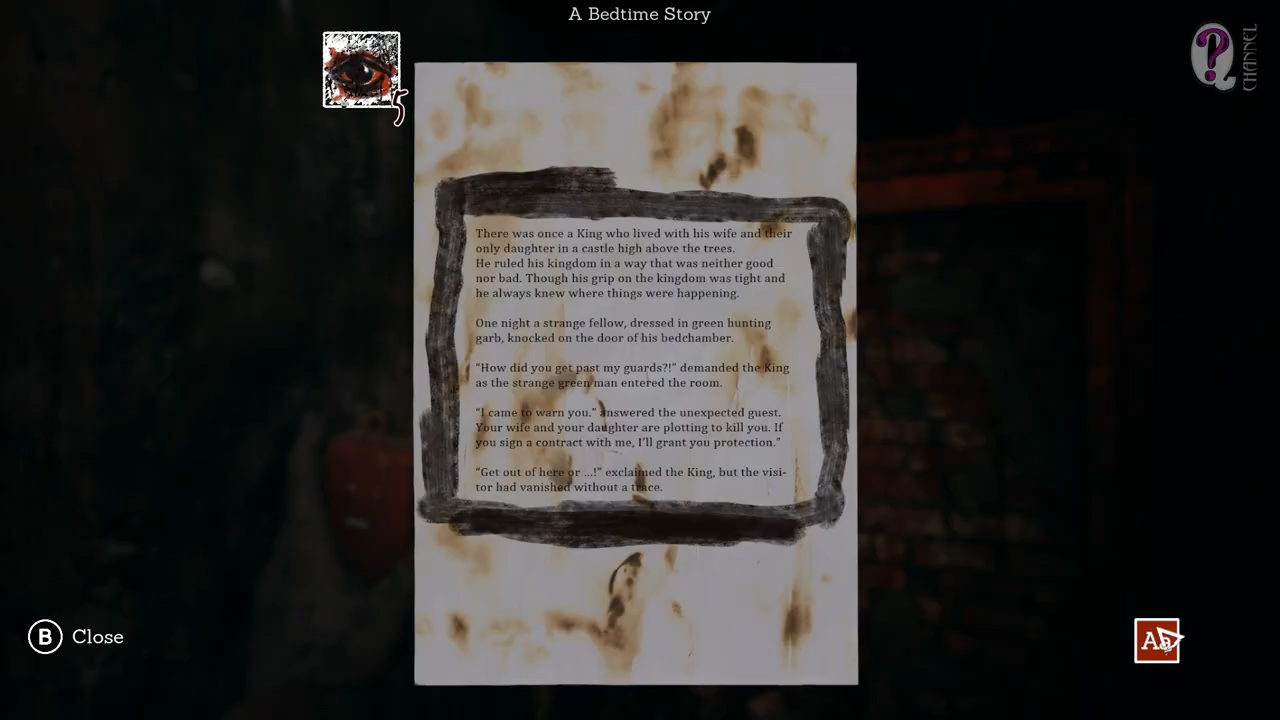 A Bedtime Story
?
CHANNEL
5
There was once a King who lived with his wife and their
only daughter in a castle high above the trees.
He ruled his kingdom in a way that was neither good
nor bad. Though his grip on the kingdom was tight and
he always knew where things were happening.
One night a strange fellow, dressed in green hunting
garb, knocked on the door of his bedchamber.
“How did you get past my guards?!” demanded the King
as the strange green man entered the room.
“I came to warn you.” answered the unexpected guest.
Your wife and your daughter are plotting to kill you. If
you sign a contract with me, I’ll grant you protection.”
“Get out of here or ...!” exclaimed the King, but the visi-
tor had vanished without a trace.
B Close
Aa